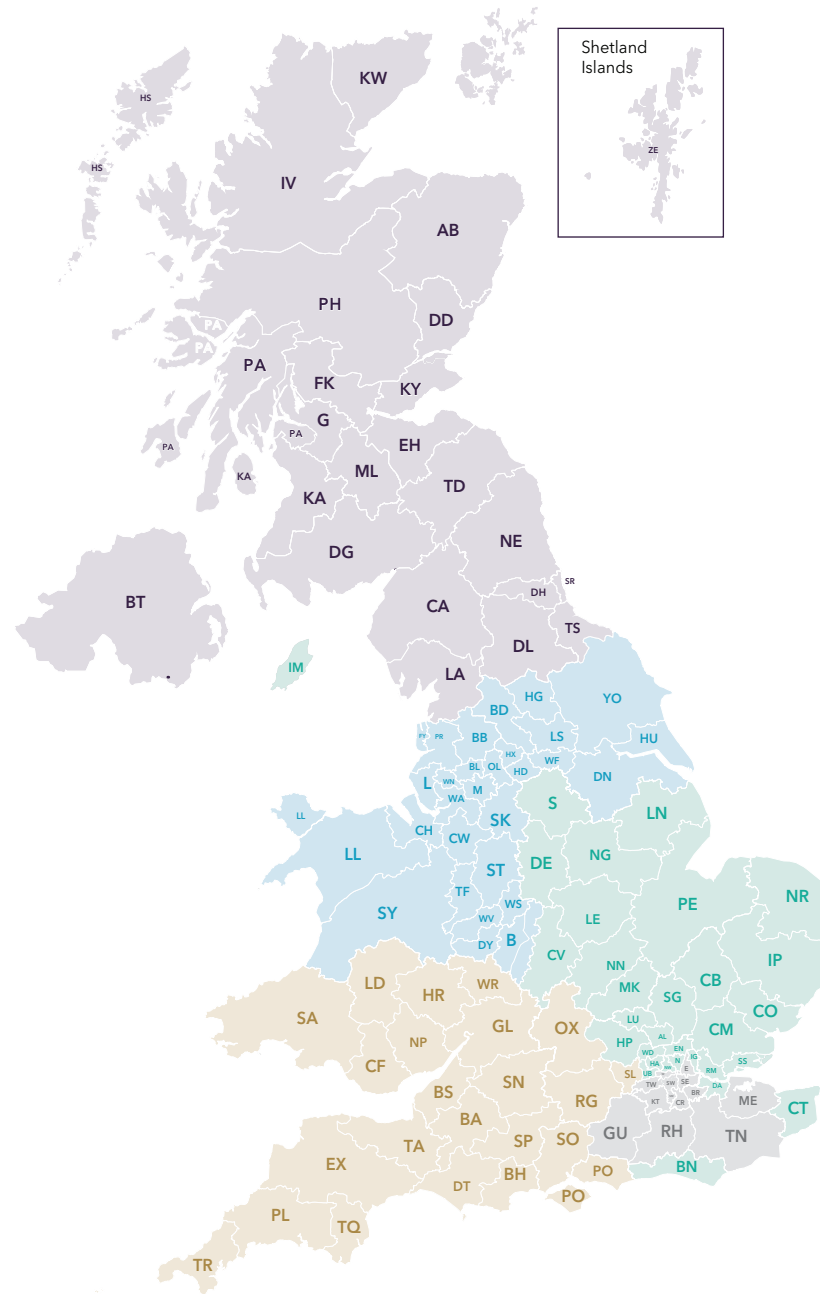 Shetland
Islands
KW
HS
ZE
HS
IV
AB
PH
DD
PA
PA
PA
FK
KY
G
PA
EH
PA
ML
KA
TD
KA
NE
DG
SR
DH
BT
CA
TS
DL
IM
LA
HG
YO
BD
FY
PR
BB
LS
HU
HX
WF
BL
OL
HD
DN
L
WN
M
WA
S
LN
LL
SK
CH
CW
LL
NG
DE
ST
TF
NR
WS
PE
SY
WV
LE
B
DY
CV
IP
NN
LD
WR
CB
HR
MK
SG
CO
SA
LU
GL
OX
CM
AL
NP
HP
EN
WD
N
IG
SS
HA
NW
E
CF
SL
UB
RM
SN
TW
SW
SE
DA
BS
BR
RG
KT
CR
ME
CT
BA
GU
RH
TN
SP
SO
TA
EX
BN
BH
PO
DT
PO
PL
TQ
TR